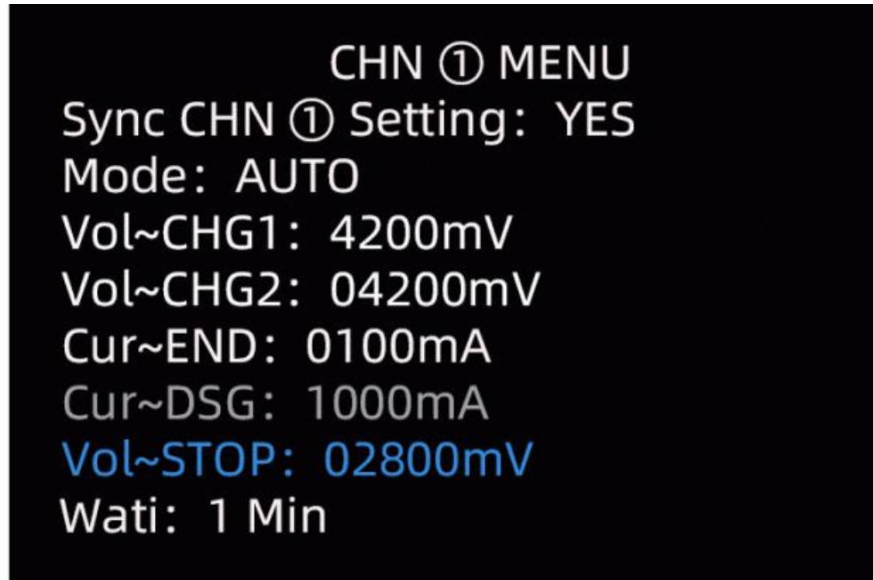 CHN ① MENU
Sync CHN ① Setting: YES
Mode: AUTO
Vol~CHG1: 4200mV
Vol~CHG2: 04200mV
Cur~END: 0100mA
Cur~DSG: 1000mA
Vol~STOP: 02800mV
Wati: 1 Min